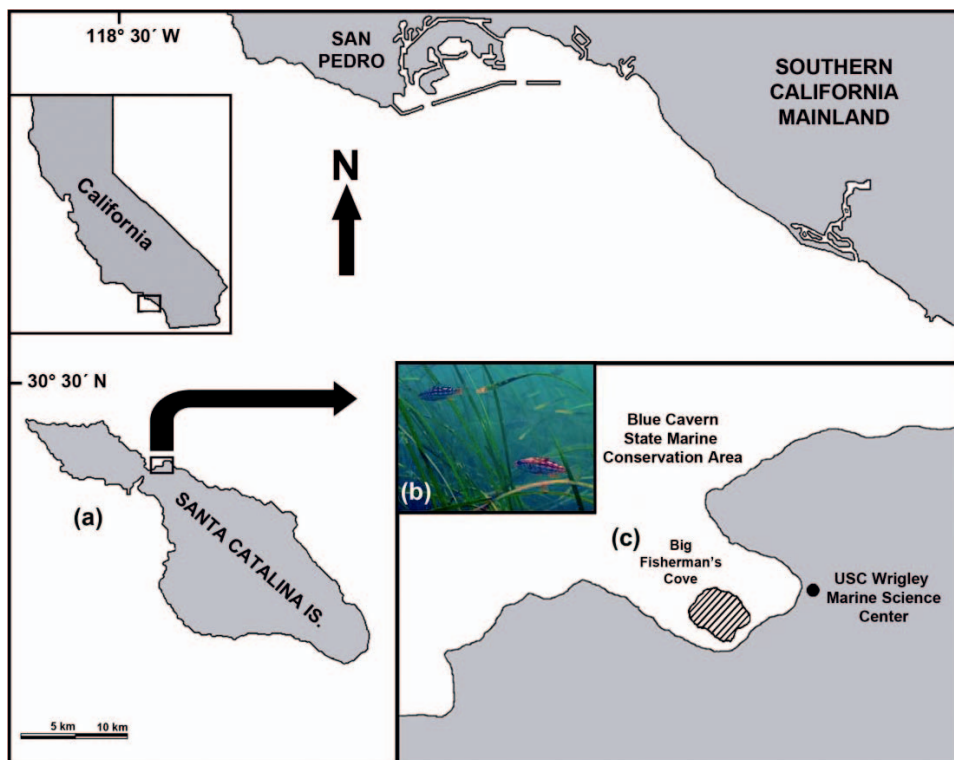 118° 30´ W
SAN
PEDRO
SOUTHERN
CALIFORNIA
MAINLAND
N
California
30° 30´ N
(a)
SANTA CATALINA IS.
5 km 10 km
(b)
Blue Cavern
State Marine
Conservation Area
(c)
Big
Fisherman's
Cove
USC Wrigley
Marine Science
Center